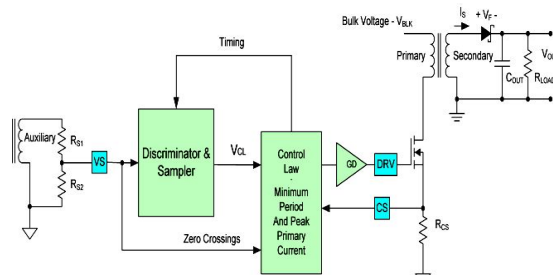 Timing
Bulk Voltage - V_BLK
I_S
+ V_F -
Primary
Secondary
C_OUT
R_LOAD
Auxiliary
R_S1
R_S2
VS
Discriminator &
Sampler
V_CL
Control
Law
-
Minimum
Period
And Peak
Primary
Current
GD
DRV
CS
R_CS
Zero Crossings